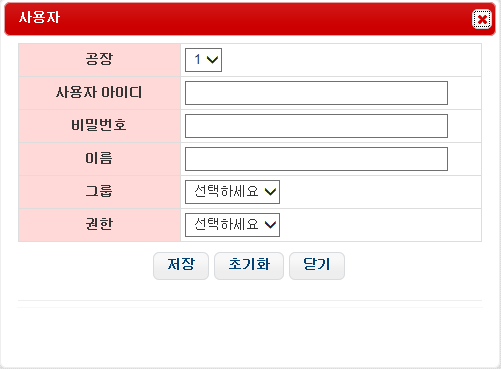 사용자
공장 1
사용자 아이디
비밀번호
이름
그룹 선택하세요
권한 선택하세요
저장 초기화 닫기